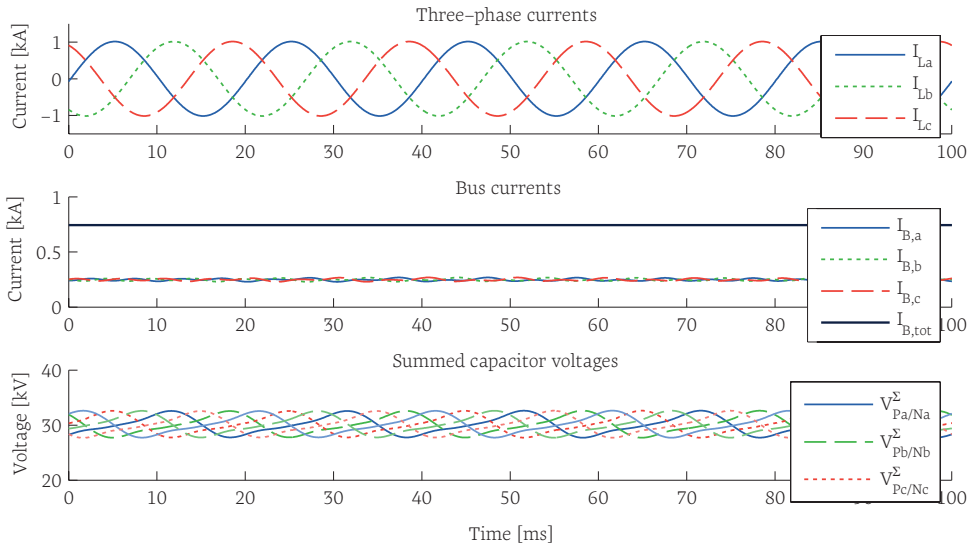 Three–phase currents
Current [kA]
1
0
−1
I_La
I_Lb
I_Lc
0 10 20 30 40 50 60 70 80 90 100
Bus currents
Current [kA]
1
0.5
0
I_B,a
I_B,b
I_B,c
I_B,tot
0 10 20 30 40 50 60 70 80 100
Summed capacitor voltages
Voltage [kV]
40
30
20
V^Σ_Pa/Na
V^Σ_Pb/Nb
V^Σ_Pc/Nc
0 10 20 30 40 50 60 70 80 100
Time [ms]